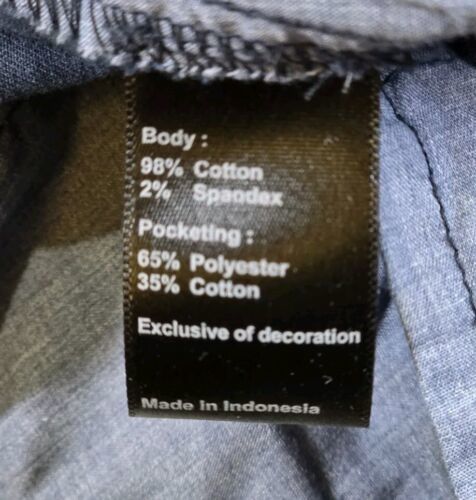 Body :
98% Cotton
2% Spandex
Pocketing :
65% Polyester
35% Cotton
Exclusive of decoration
Made in Indonesia